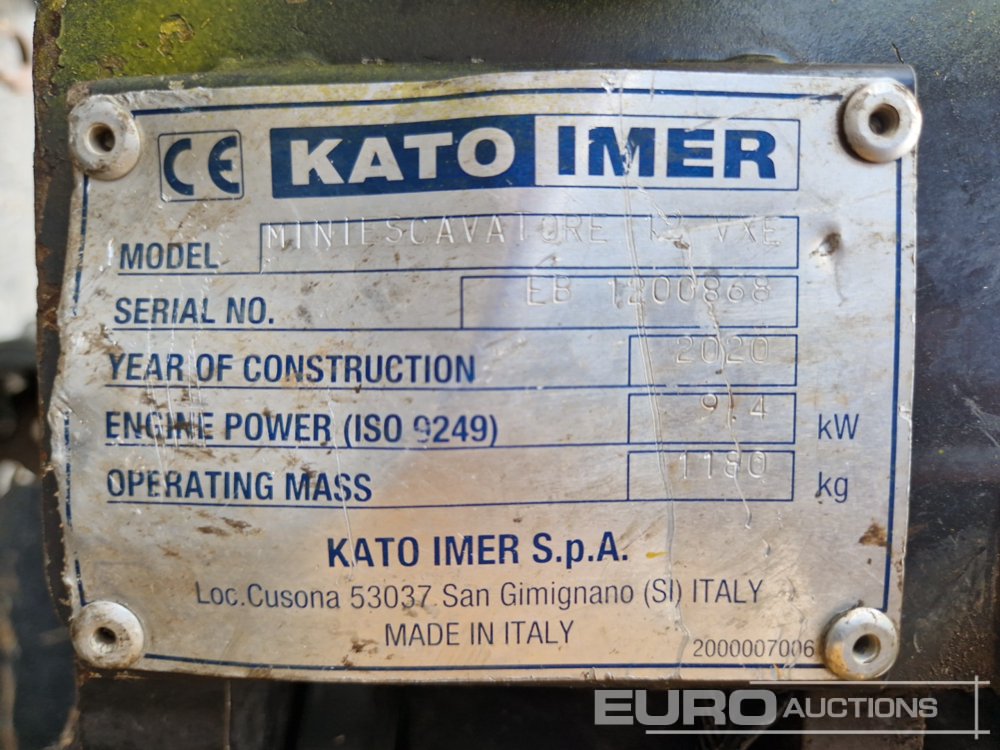 CE KATO IMER
MODEL MINIESCAVATORE 12 VXE
SERIAL NO. EB 1200868
YEAR OF CONSTRUCTION 2020
ENGINE POWER (ISO 9249) 9.4 kW
OPERATING MASS 1180 kg
KATO IMER S.p.A.
Loc.Cusona 53037 San Gimignano (SI) ITALY
MADE IN ITALY
2000007006
EURO AUCTIONS